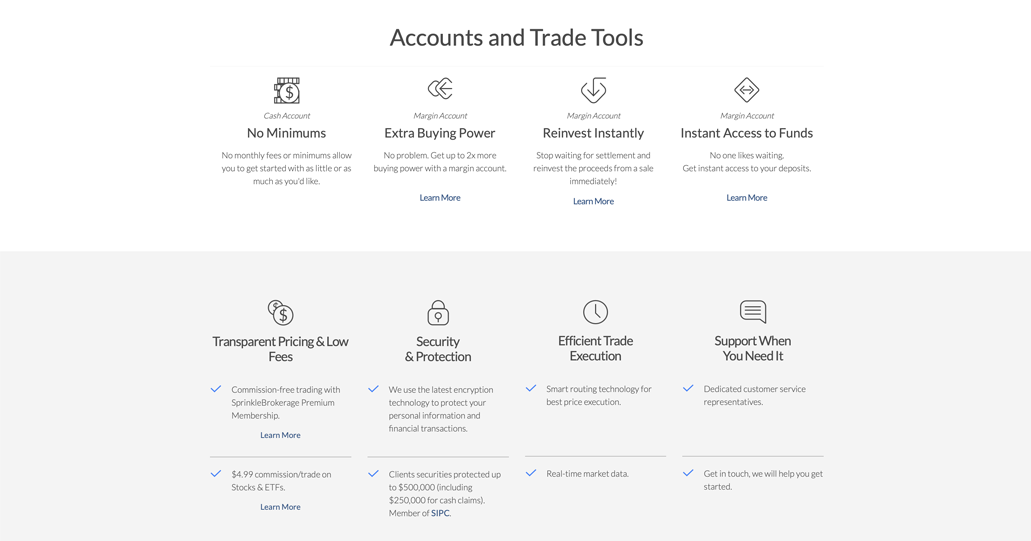 Accounts and Trade Tools
Cash Account
No Minimums
No monthly fees or minimums allow
you to get started with as little or as
much as you'd like.
Margin Account
Extra Buying Power
No problem. Get up to 2x more
buying power with a margin account.
Learn More
Margin Account
Reinvest Instantly
Stop waiting for settlement and
reinvest the proceeds from a sale
immediately!
Learn More
Margin Account
Instant Access to Funds
No one likes waiting.
Get instant access to your deposits.
Learn More
Transparent Pricing & Low
Fees
Commission-free trading with
SprinkleBrokerage Premium
Membership.
Learn More
$4.99 commission/trade on
Stocks & ETFs.
Learn More
Security
& Protection
We use the latest encryption
technology to protect your
personal information and
financial transactions.
Clients securities protected up
to $500,000 (including
$250,000 for cash claims).
Member of SIPC.
Efficient Trade
Execution
Smart routing technology for
best price execution.
Real-time market data.
Support When
You Need It
Dedicated customer service
representatives.
Get in touch, we will help you get
started.